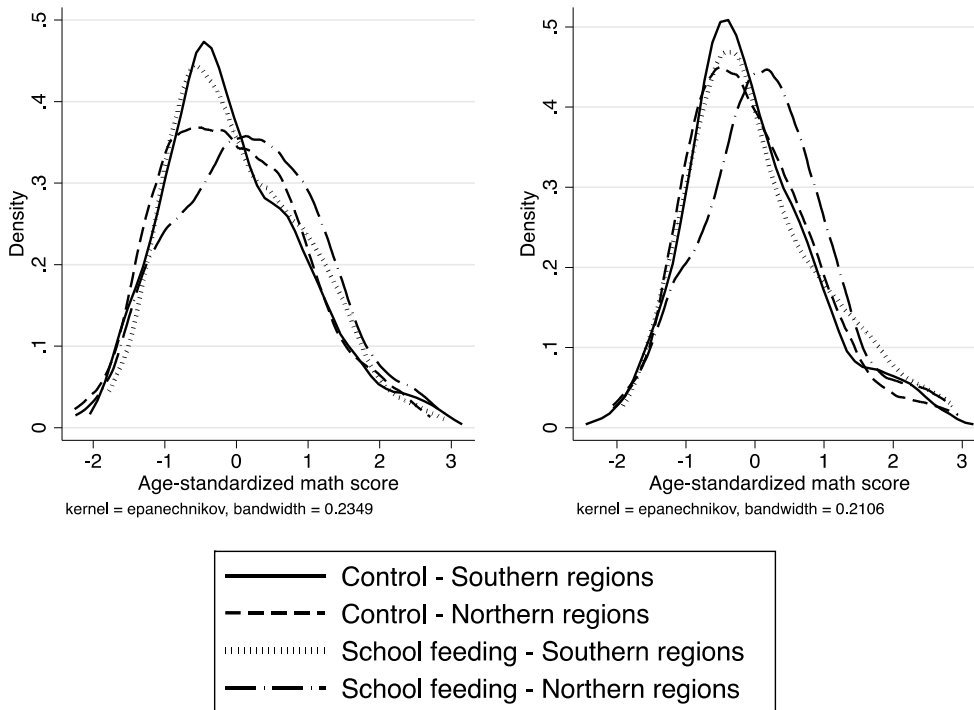 .5
.4
.3
.2
.1
0
Density
-2 -1 0 1 2 3
Age-standardized math score
kernel = epanechnikov, bandwidth = 0.2349
.5
.4
.3
.2
.1
0
Density
-2 -1 0 1 2 3
Age-standardized math score
kernel = epanechnikov, bandwidth = 0.2106
Control - Southern regions
Control - Northern regions
School feeding - Southern regions
School feeding - Northern regions